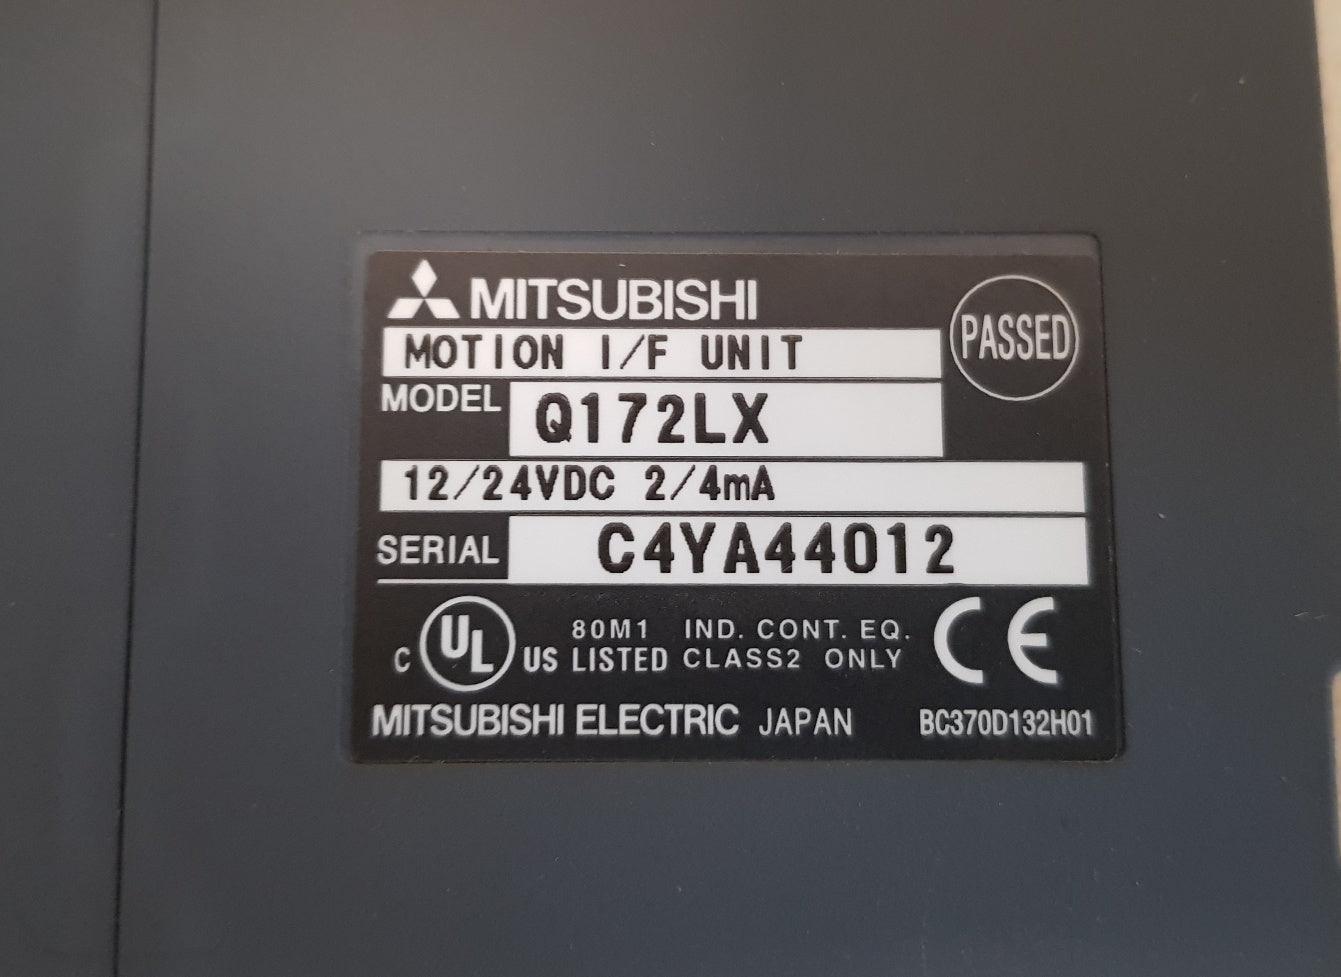 MITSUBISHI
PASSED
MOTION I/F UNIT
MODEL Q172LX
12/24VDC 2/4mA
SERIAL C4YA44012
C UL US 80M1 IND. CONT. EQ.
LISTED CLASS2 ONLY CE
MITSUBISHI ELECTRIC JAPAN BC370D132H01